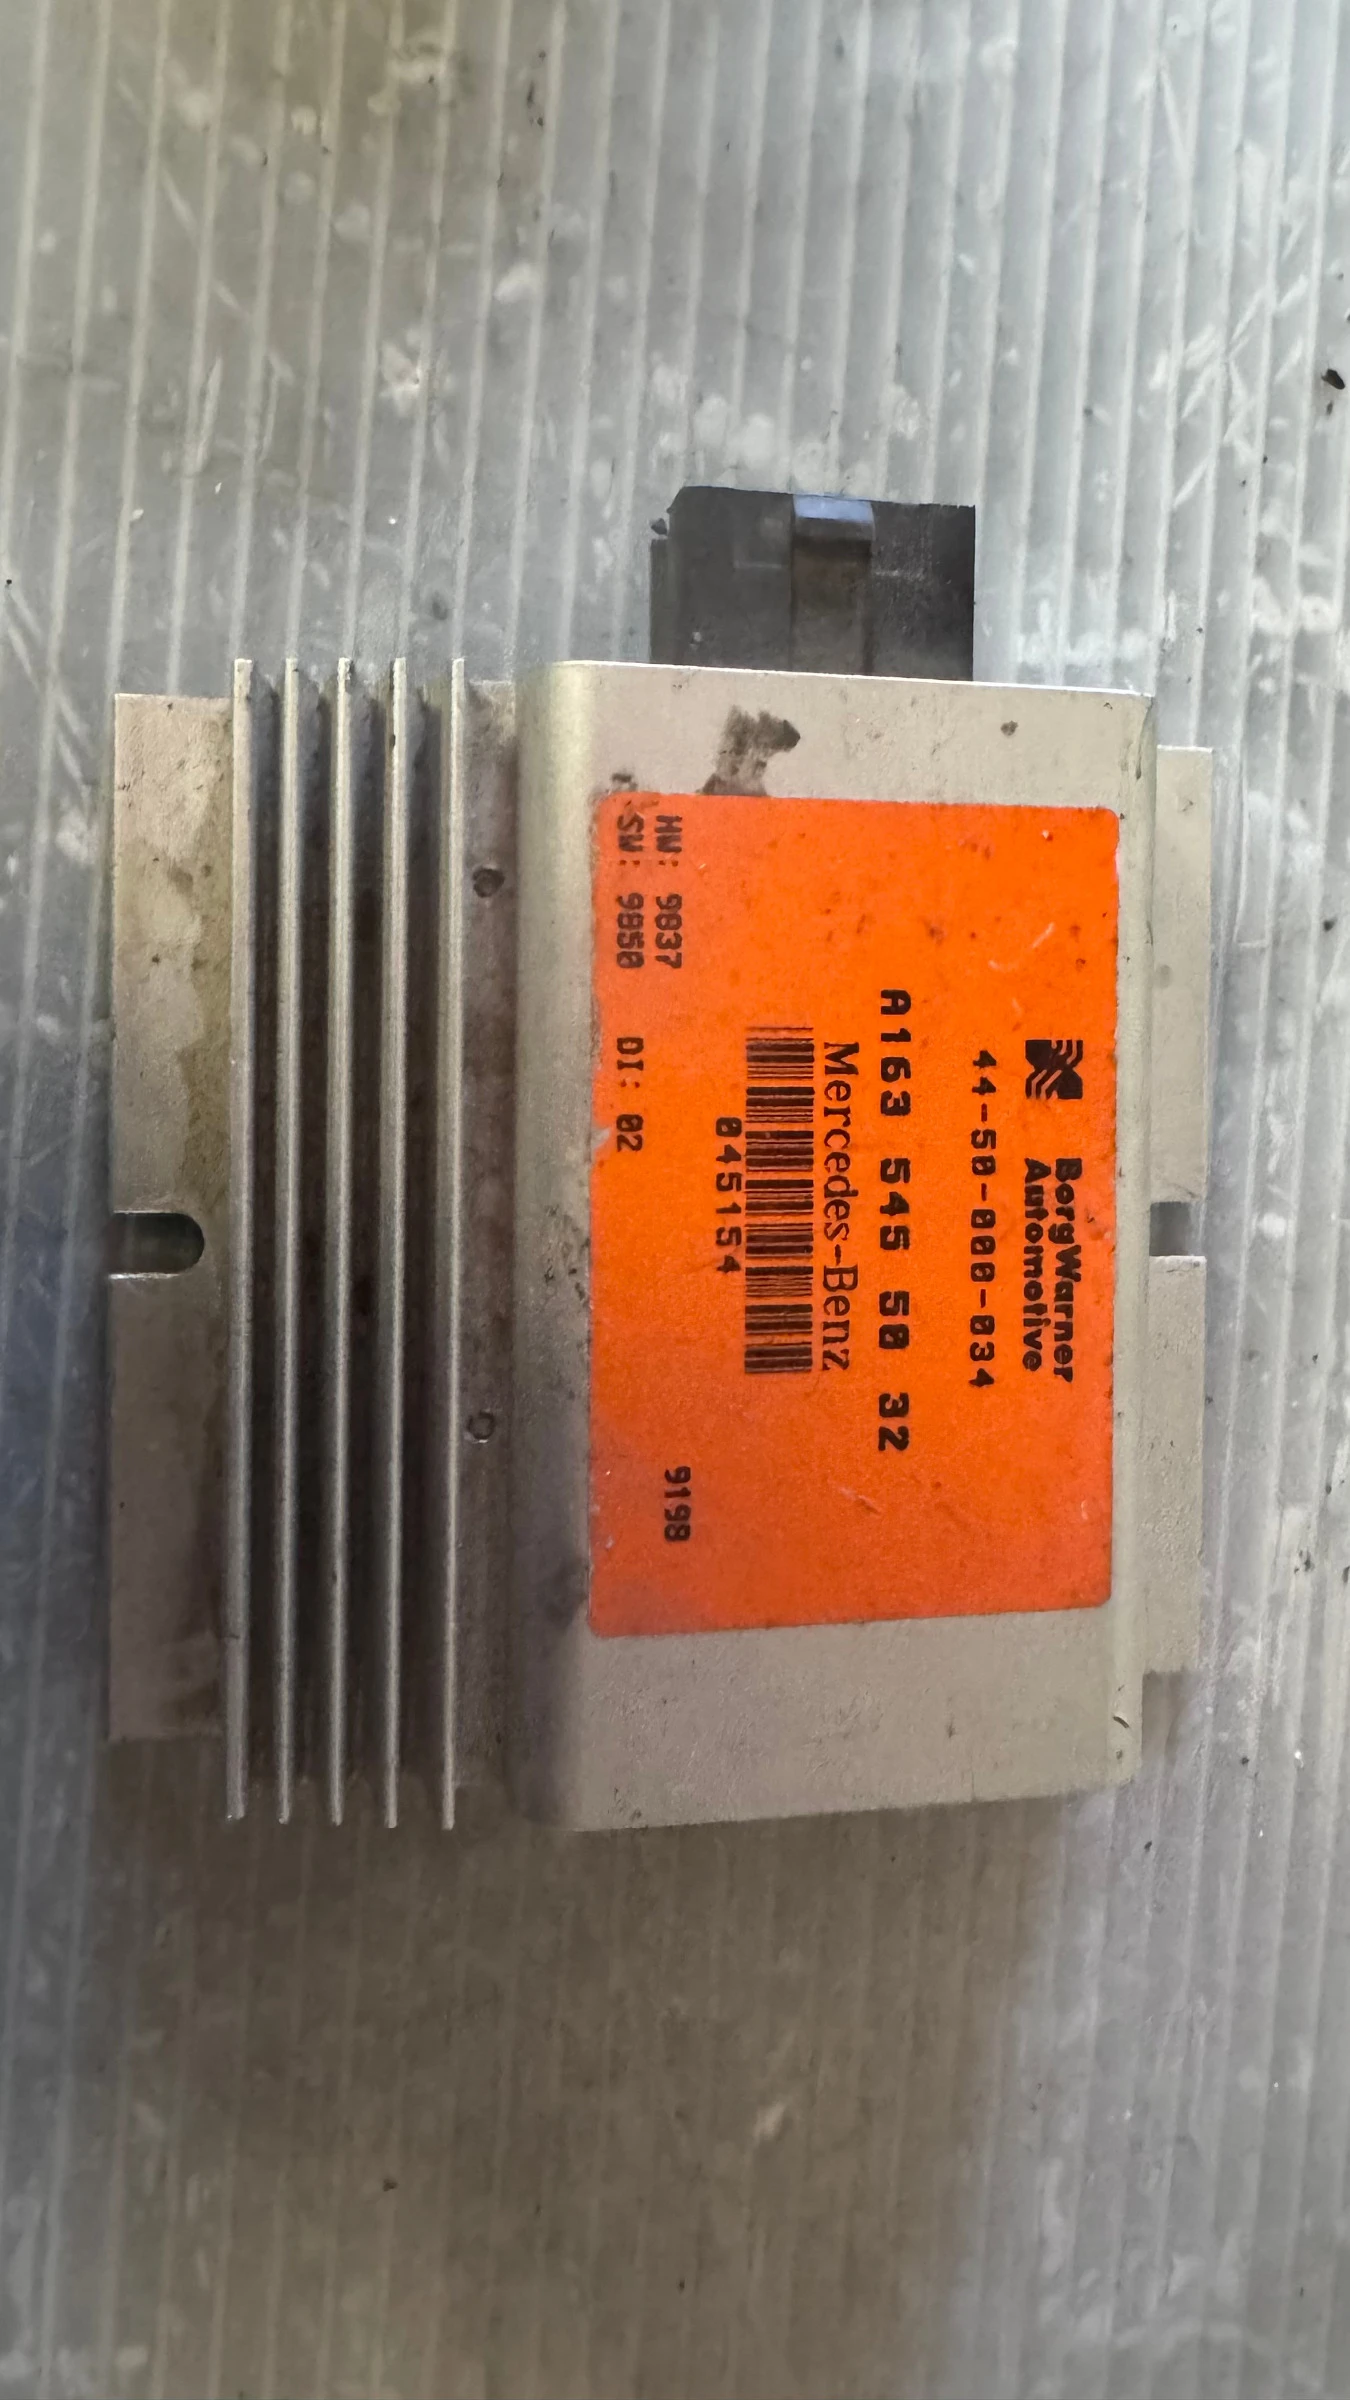 BorgWarner
Automotive
44-50-000-034
A163 545 50 32
Mercedes-Benz
045154
HW: 9837
9198
SW: 9850 DI: 02